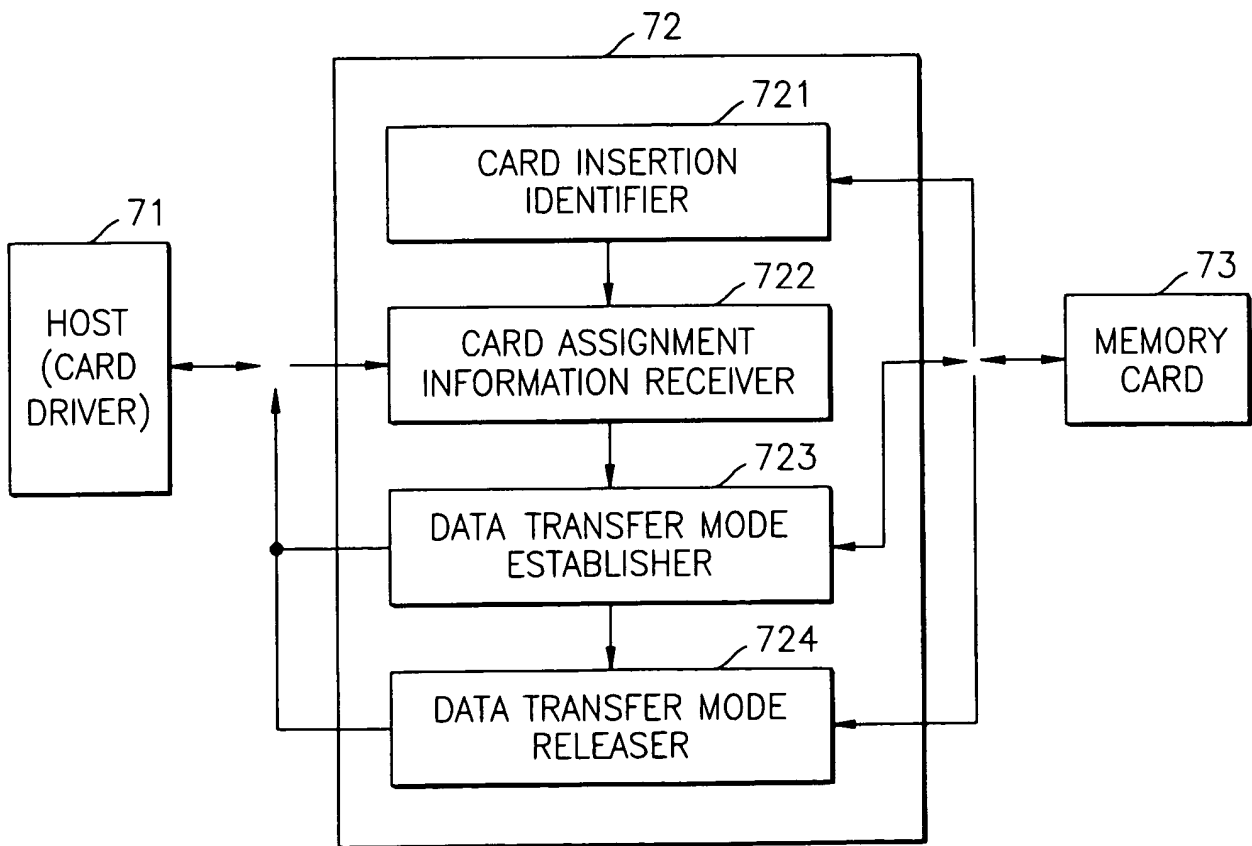 72
721
CARD INSERTION
IDENTIFIER
71
HOST
(CARD
DRIVER)
722
CARD ASSIGNMENT
INFORMATION RECEIVER
73
MEMORY
CARD
723
DATA TRANSFER MODE
ESTABLISHER
724
DATA TRANSFER MODE
RELEASER